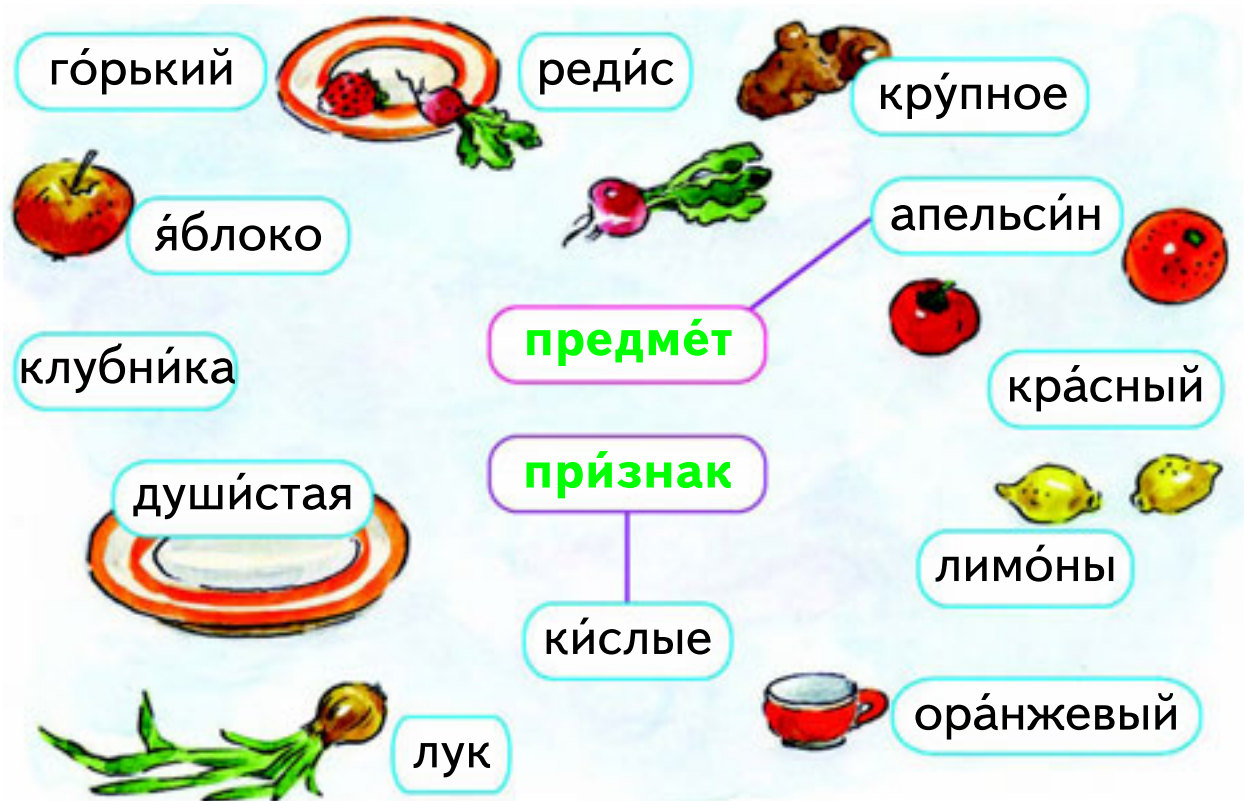 го́рький
реди́с
кру́пное
я́блоко
апельси́н
предме́т
клубни́ка
кра́сный
души́стая
при́знак
лимо́ны
ки́слые
ора́нжевый
лук